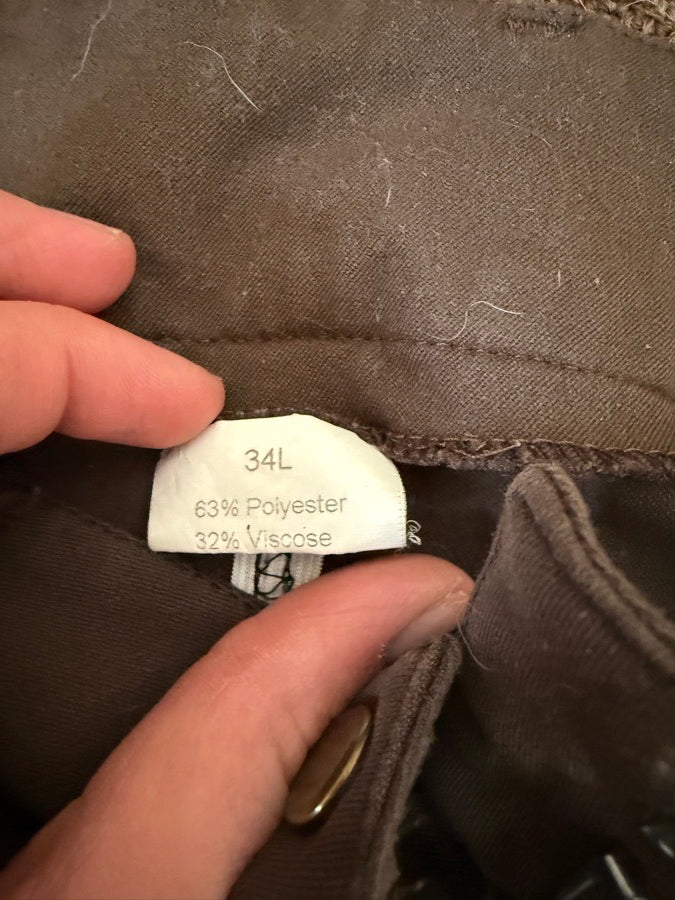 34L
63% Polyester
32% Viscose